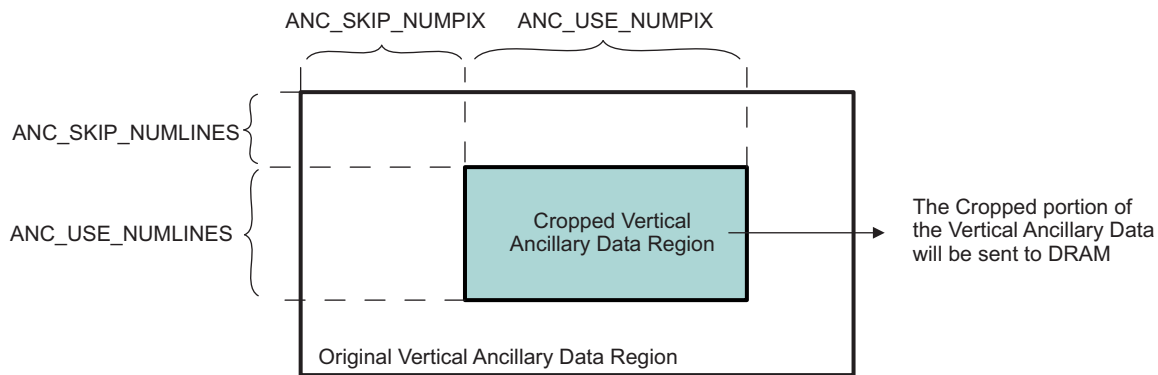 ANC_SKIP_NUMPIX
ANC_USE_NUMPIX
ANC_SKIP_NUMLINES
ANC_USE_NUMLINES
Cropped Vertical
Ancillary Data Region
The Cropped portion of
the Vertical Ancillary Data
will be sent to DRAM
Original Vertical Ancillary Data Region